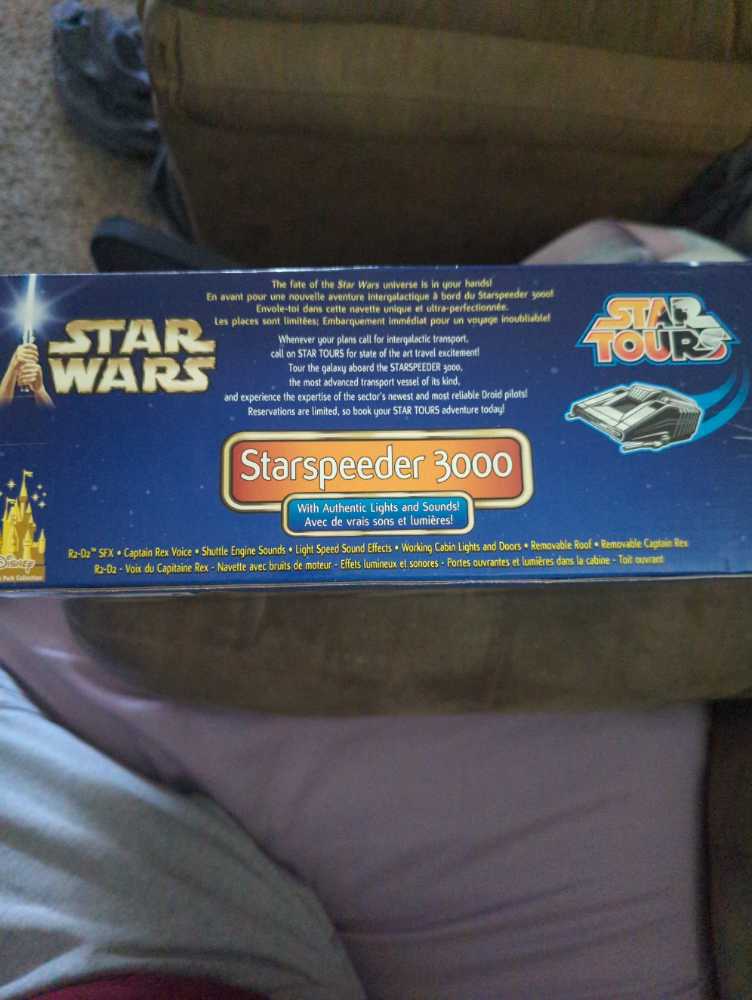 The fate of the Star Wars universe is in your hands!
En avant pour une nouvelle aventure intergalactique à bord du Starspeeder 3000!
Envole-toi dans cette navette unique et ultra-perfectionnée.
Les places sont limitées; Embarquement immédiat pour un voyage inoubliable!
STAR
WARS
Whenever your plans call for intergalactic transport,
call on STAR TOURS for state of the art travel excitement!
Tour the galaxy aboard the STARSPEEDER 3000,
the most advanced transport vessel of its kind,
and experience the expertise of the sector's newest and most reliable Droid pilots!
Reservations are limited, so book your STAR TOURS adventure today!
STAR
TOURS
Starspeeder 3000
With Authentic Lights and Sounds!
Avec de vrais sons et lumières!
R2-D2™ SFX • Captain Rex Voice • Shuttle Engine Sounds • Light Speed Sound Effects • Working Cabin Lights and Doors • Removable Roof • Removable Captain Rex
R2-D2 - Voix du Capitaine Rex - Navette avec bruits de moteur - Effets lumineux et sonores - Portes ouvrantes et lumières dans la cabine - Toit ouvrant
DISNEY
Park Collection